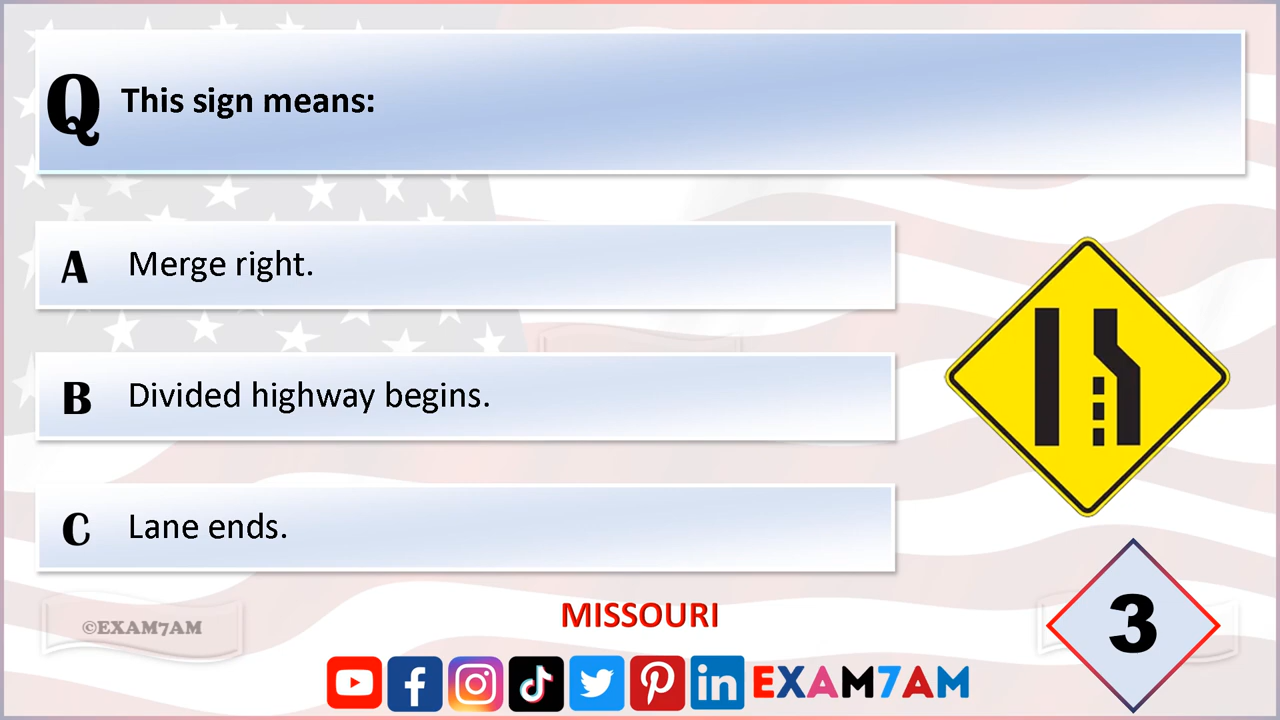 Q This sign means:
A Merge right.
B Divided highway begins.
C Lane ends.
MISSOURI
©EXAM7AM
3
EXAM7AM